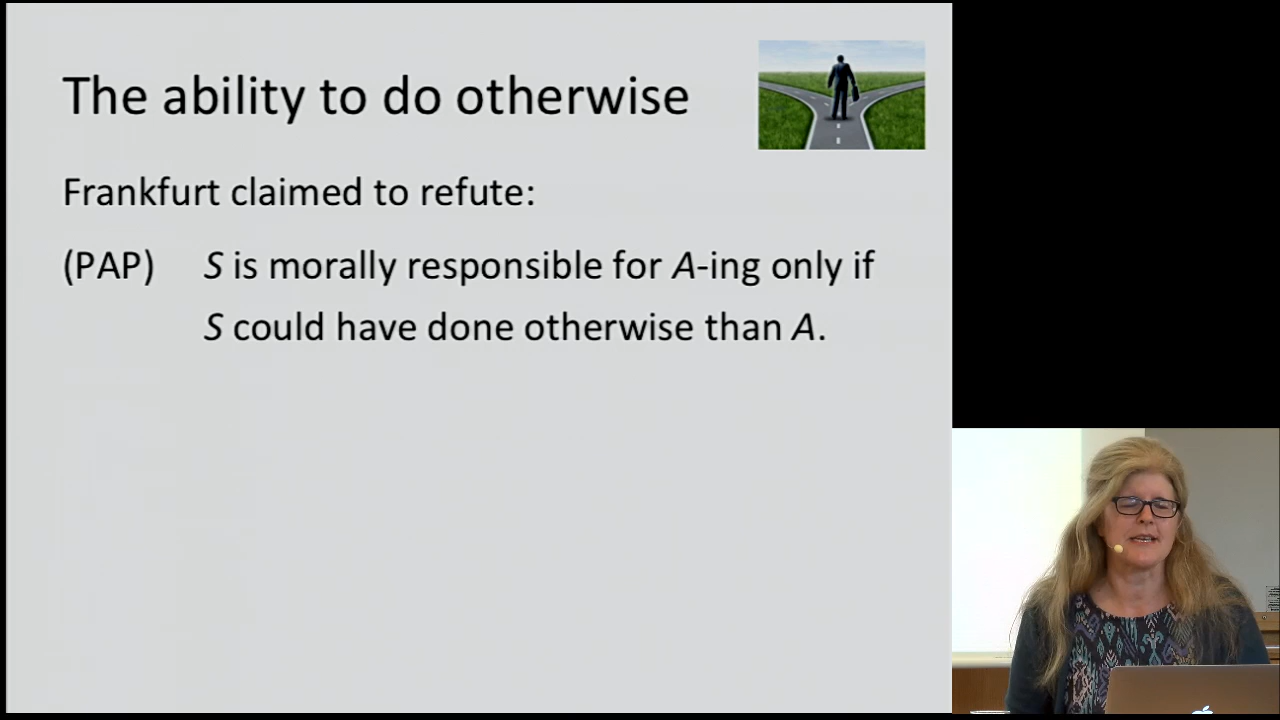 The ability to do otherwise
Frankfurt claimed to refute:
(PAP) S is morally responsible for A-ing only if
S could have done otherwise than A.